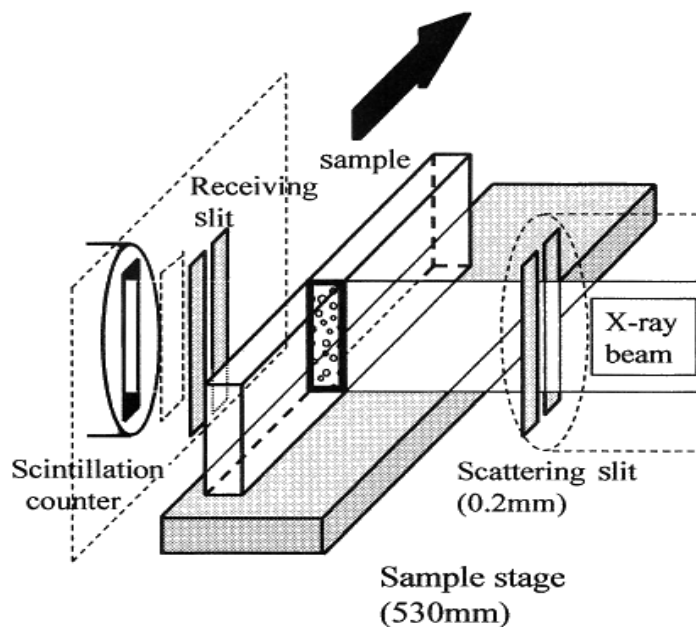 sample
Receiving
slit
X-ray
beam
Scintillation
counter
Scattering slit
(0.2mm)
Sample stage
(530mm)